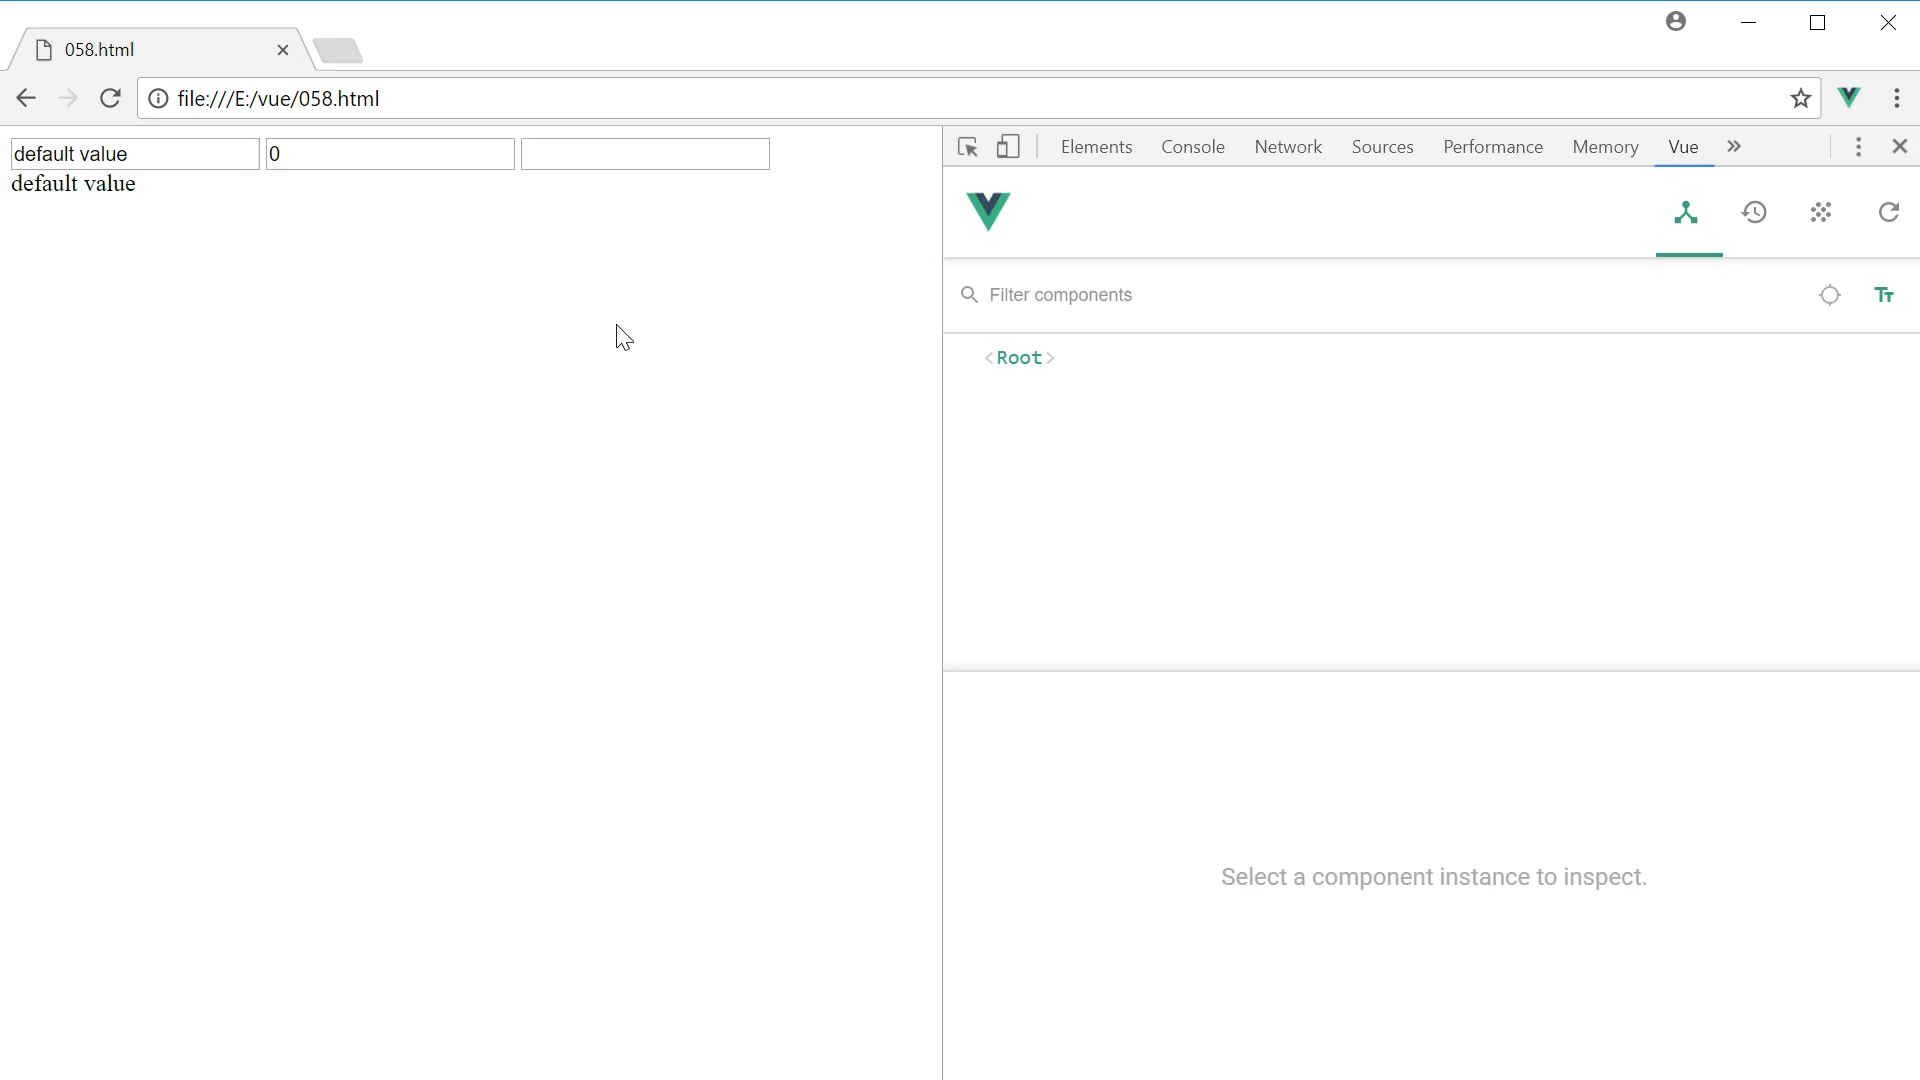 058.html
file:///E:/vue/058.html
default value 0
default value
Elements Console Network Sources Performance Memory Vue »
Filter components
<Root>
Select a component instance to inspect.